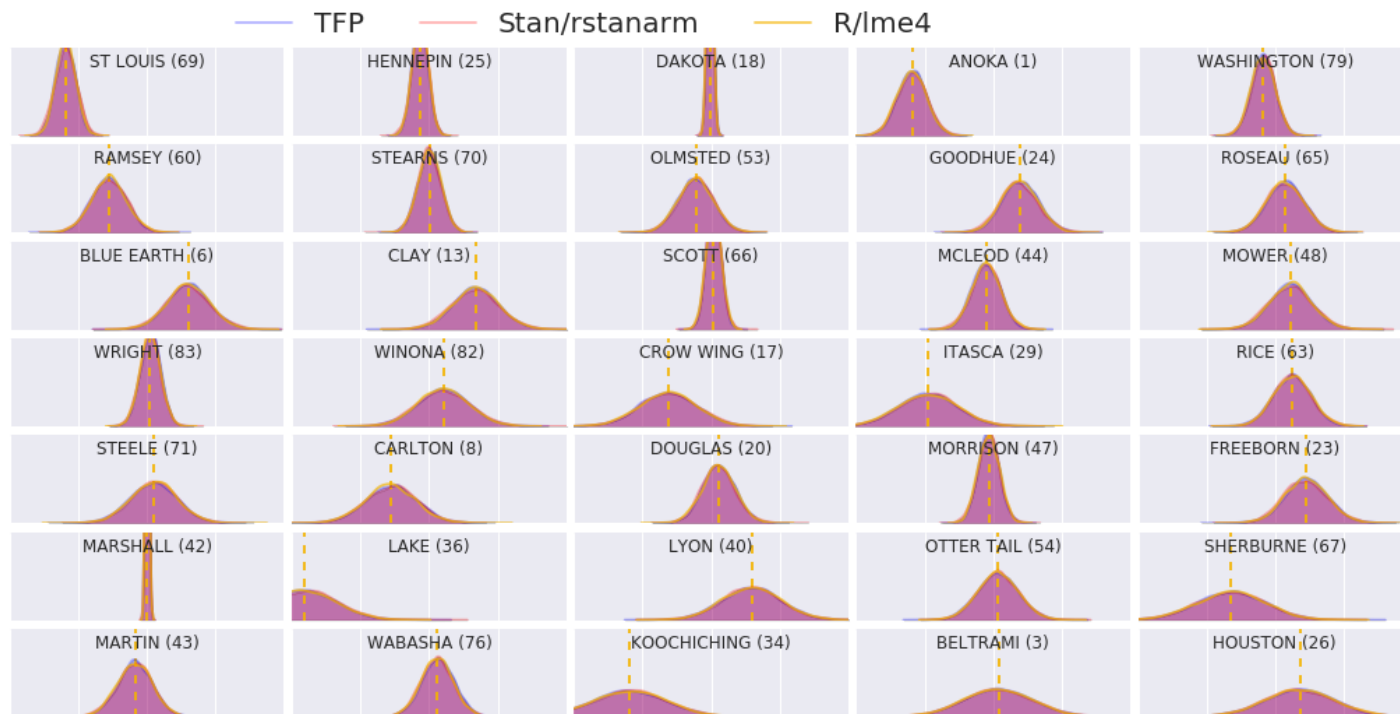 TFP Stan/rstanarm R/lme4
ST LOUIS (69) HENNEPIN (25) DAKOTA (18) ANOKA (1) WASHINGTON (79)
RAMSEY (60) STEARNS (70) OLMSTED (53) GOODHUE (24) ROSEAU (65)
BLUE EARTH (6) CLAY (13) SCOTT (66) MCLEOD (44) MOWER (48)
WRIGHT (83) WINONA (82) CROW WING (17) ITASCA (29) RICE (63)
STEELE (71) CARLTON (8) DOUGLAS (20) MORRISON (47) FREEBORN (23)
MARSHALL (42) LAKE (36) LYON (40) OTTER TAIL (54) SHERBURNE (67)
MARTIN (43) WABASHA (76) KOOCHICHING (34) BELTRAMI (3) HOUSTON (26)